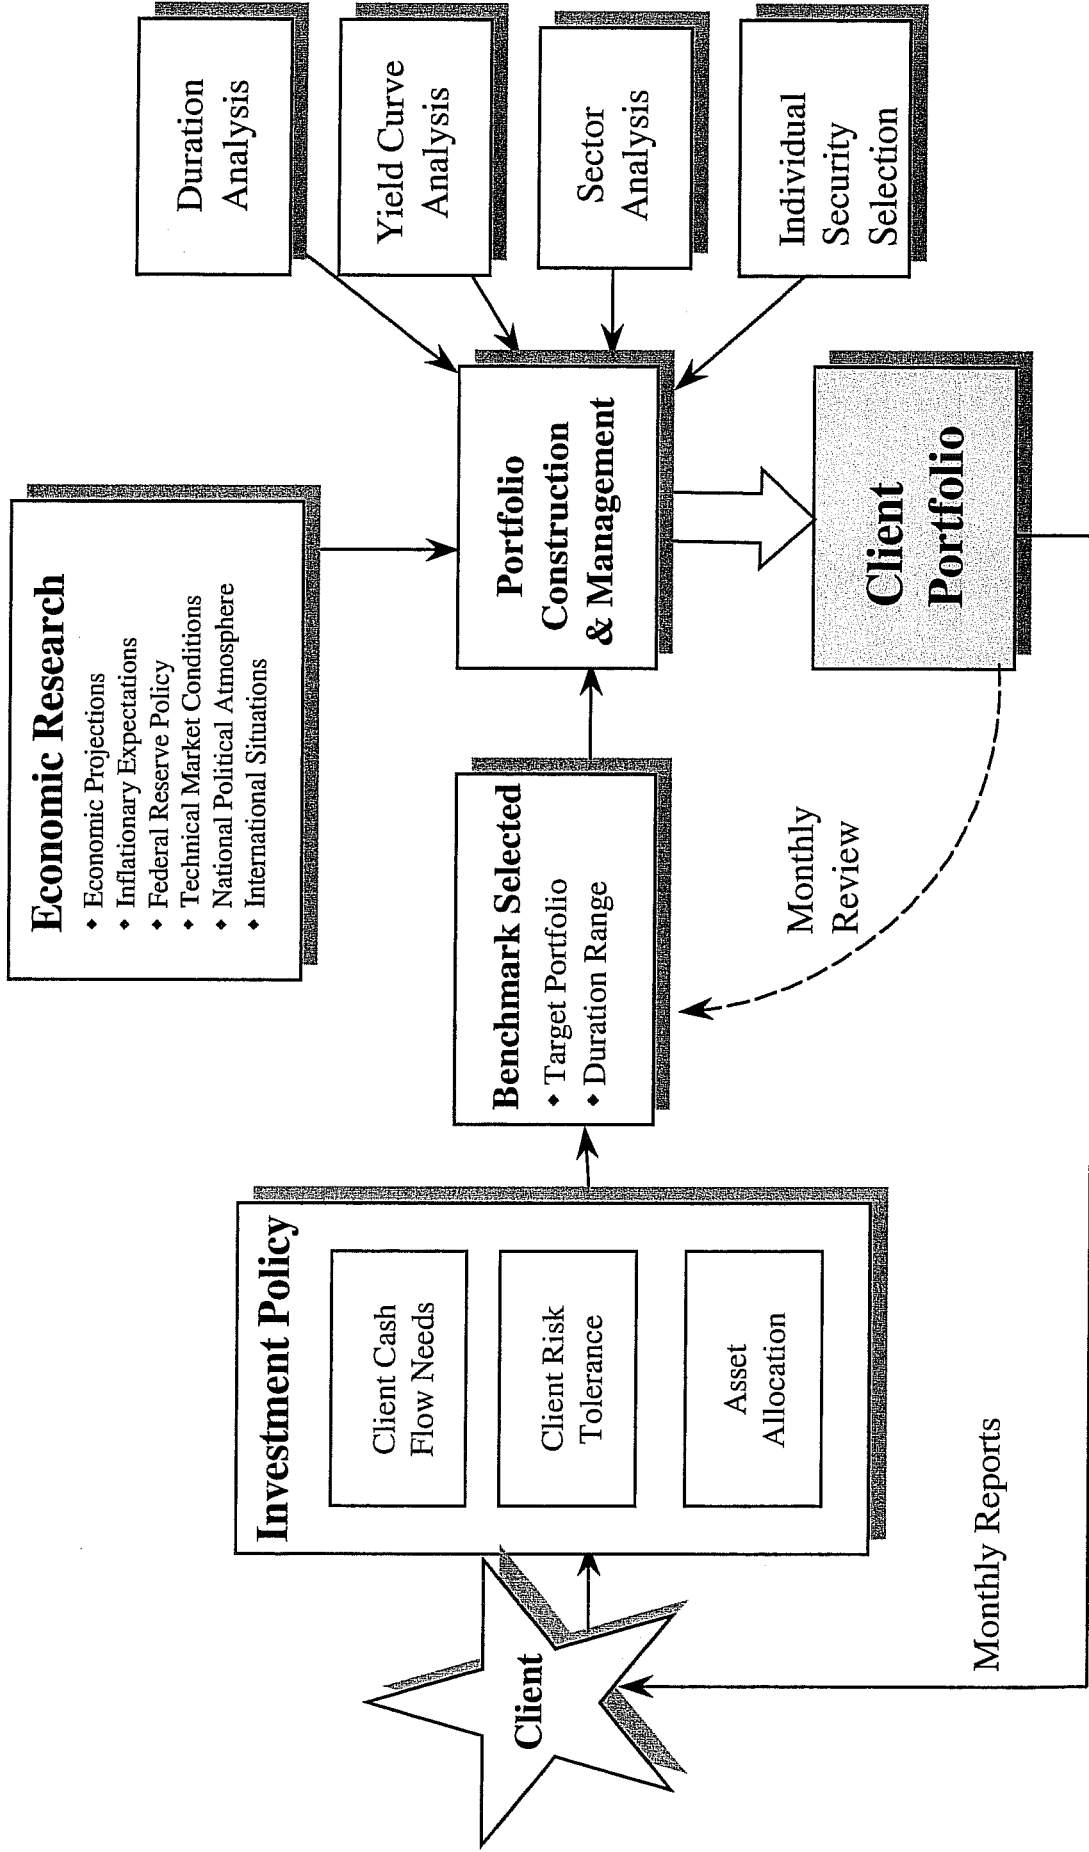 Economic Research
◆ Economic Projections
◆ Inflationary Expectations
◆ Federal Reserve Policy
◆ Technical Market Conditions
◆ National Political Atmosphere
◆ International Situations
Duration
Analysis
Yield Curve
Analysis
Sector
Analysis
Individual
Security
Selection
Investment Policy
Client Cash
Flow Needs
Client Risk
Tolerance
Asset
Allocation
Client
Benchmark Selected
◆ Target Portfolio
◆ Duration Range
Portfolio
Construction
& Management
Client
Portfolio
Monthly
Review
Monthly Reports